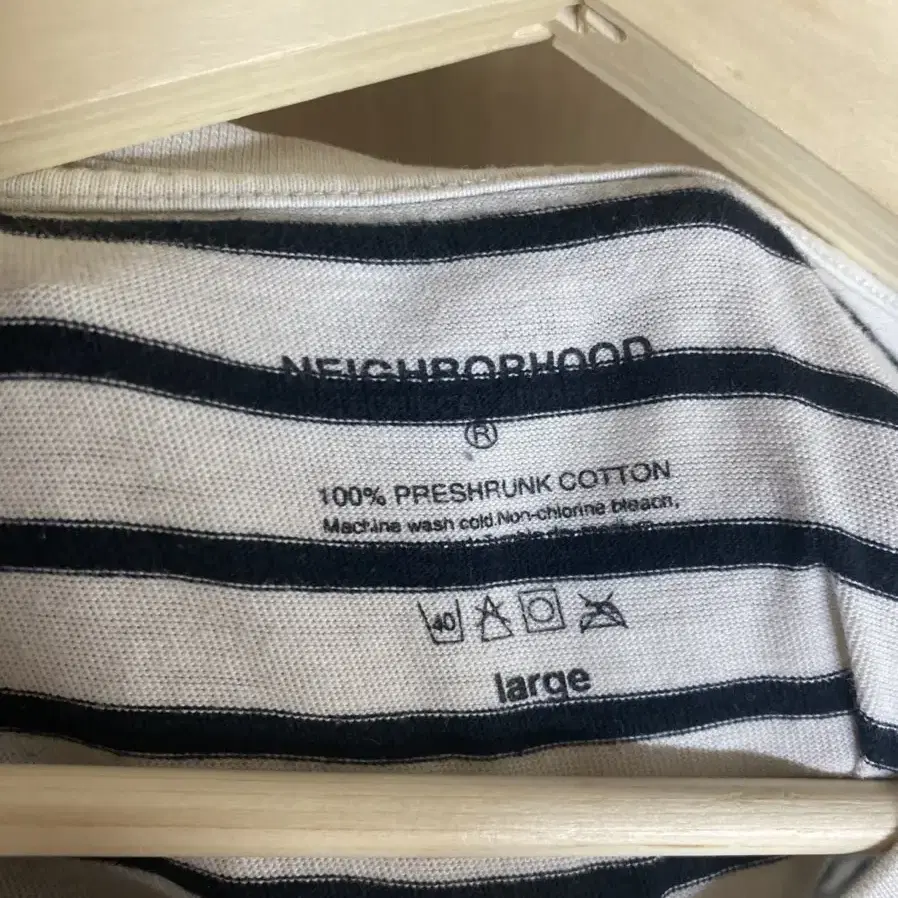 NEIGHBORHOOD
®
100% PRESHRUNK COTTON
Machine wash cold.Non-chlorine bleach,
40
large